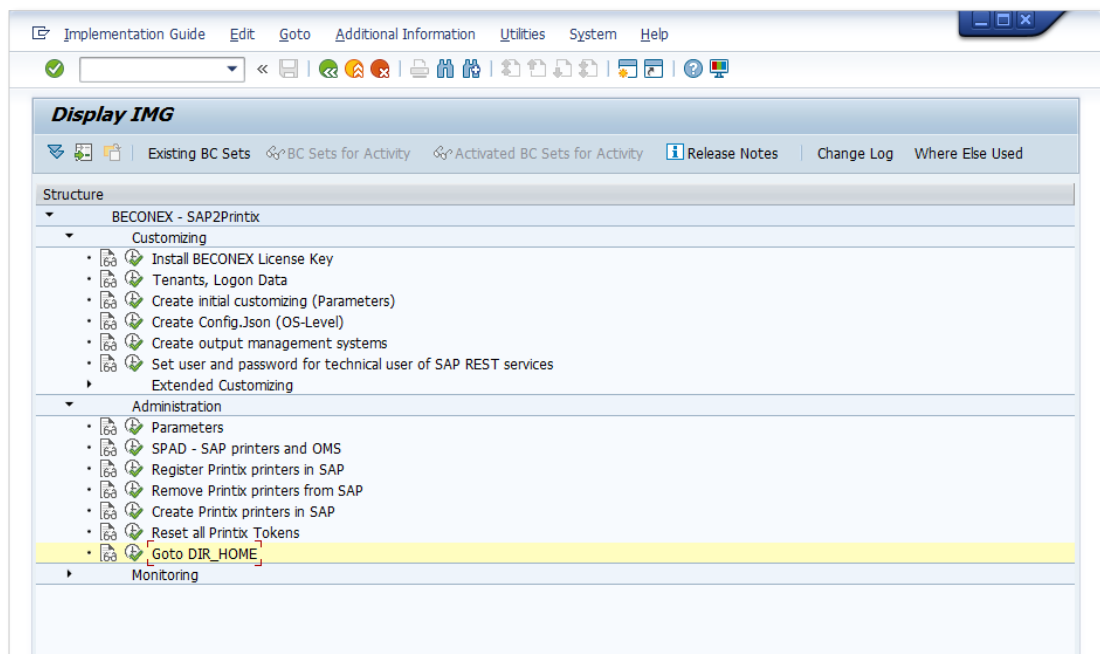 Implementation Guide Edit Goto Additional Information Utilities System Help
Display IMG
Existing BC Sets BC Sets for Activity Activated BC Sets for Activity Release Notes Change Log Where Else Used
Structure
BECONEX - SAP2Printix
Customizing
Install BECONEX License Key
Tenants, Logon Data
Create initial customizing (Parameters)
Create Config.Json (OS-Level)
Create output management systems
Set user and password for technical user of SAP REST services
Extended Customizing
Administration
Parameters
SPAD - SAP printers and OMS
Register Printix printers in SAP
Remove Printix printers from SAP
Create Printix printers in SAP
Reset all Printix Tokens
Goto DIR_HOME
Monitoring